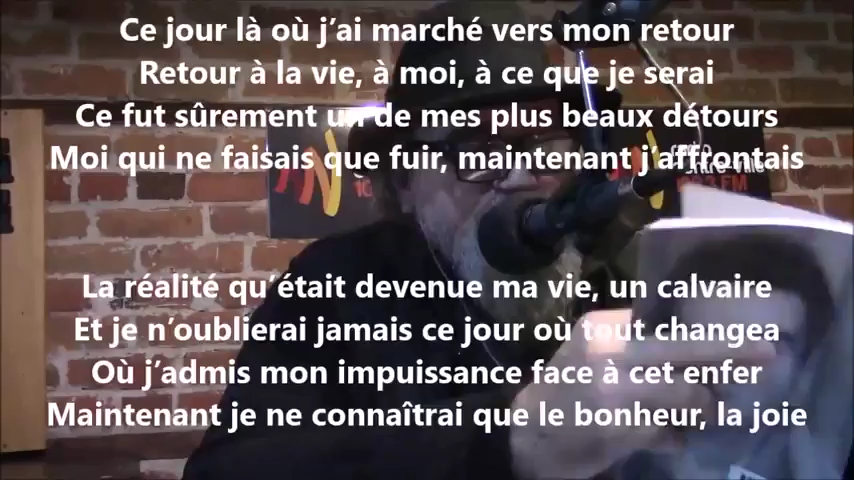 Ce jour là où j’ai marché vers mon retour
Retour à la vie, à moi, à ce que je serai
Ce fut sûrement un de mes plus beaux détours
Moi qui ne faisais que fuir, maintenant j’affrontais
La réalité qu’était devenue ma vie, un calvaire
Et je n’oublierai jamais ce jour où tout changea
Où j’admis mon impuissance face à cet enfer
Maintenant je ne connaîtrai que le bonheur, la joie